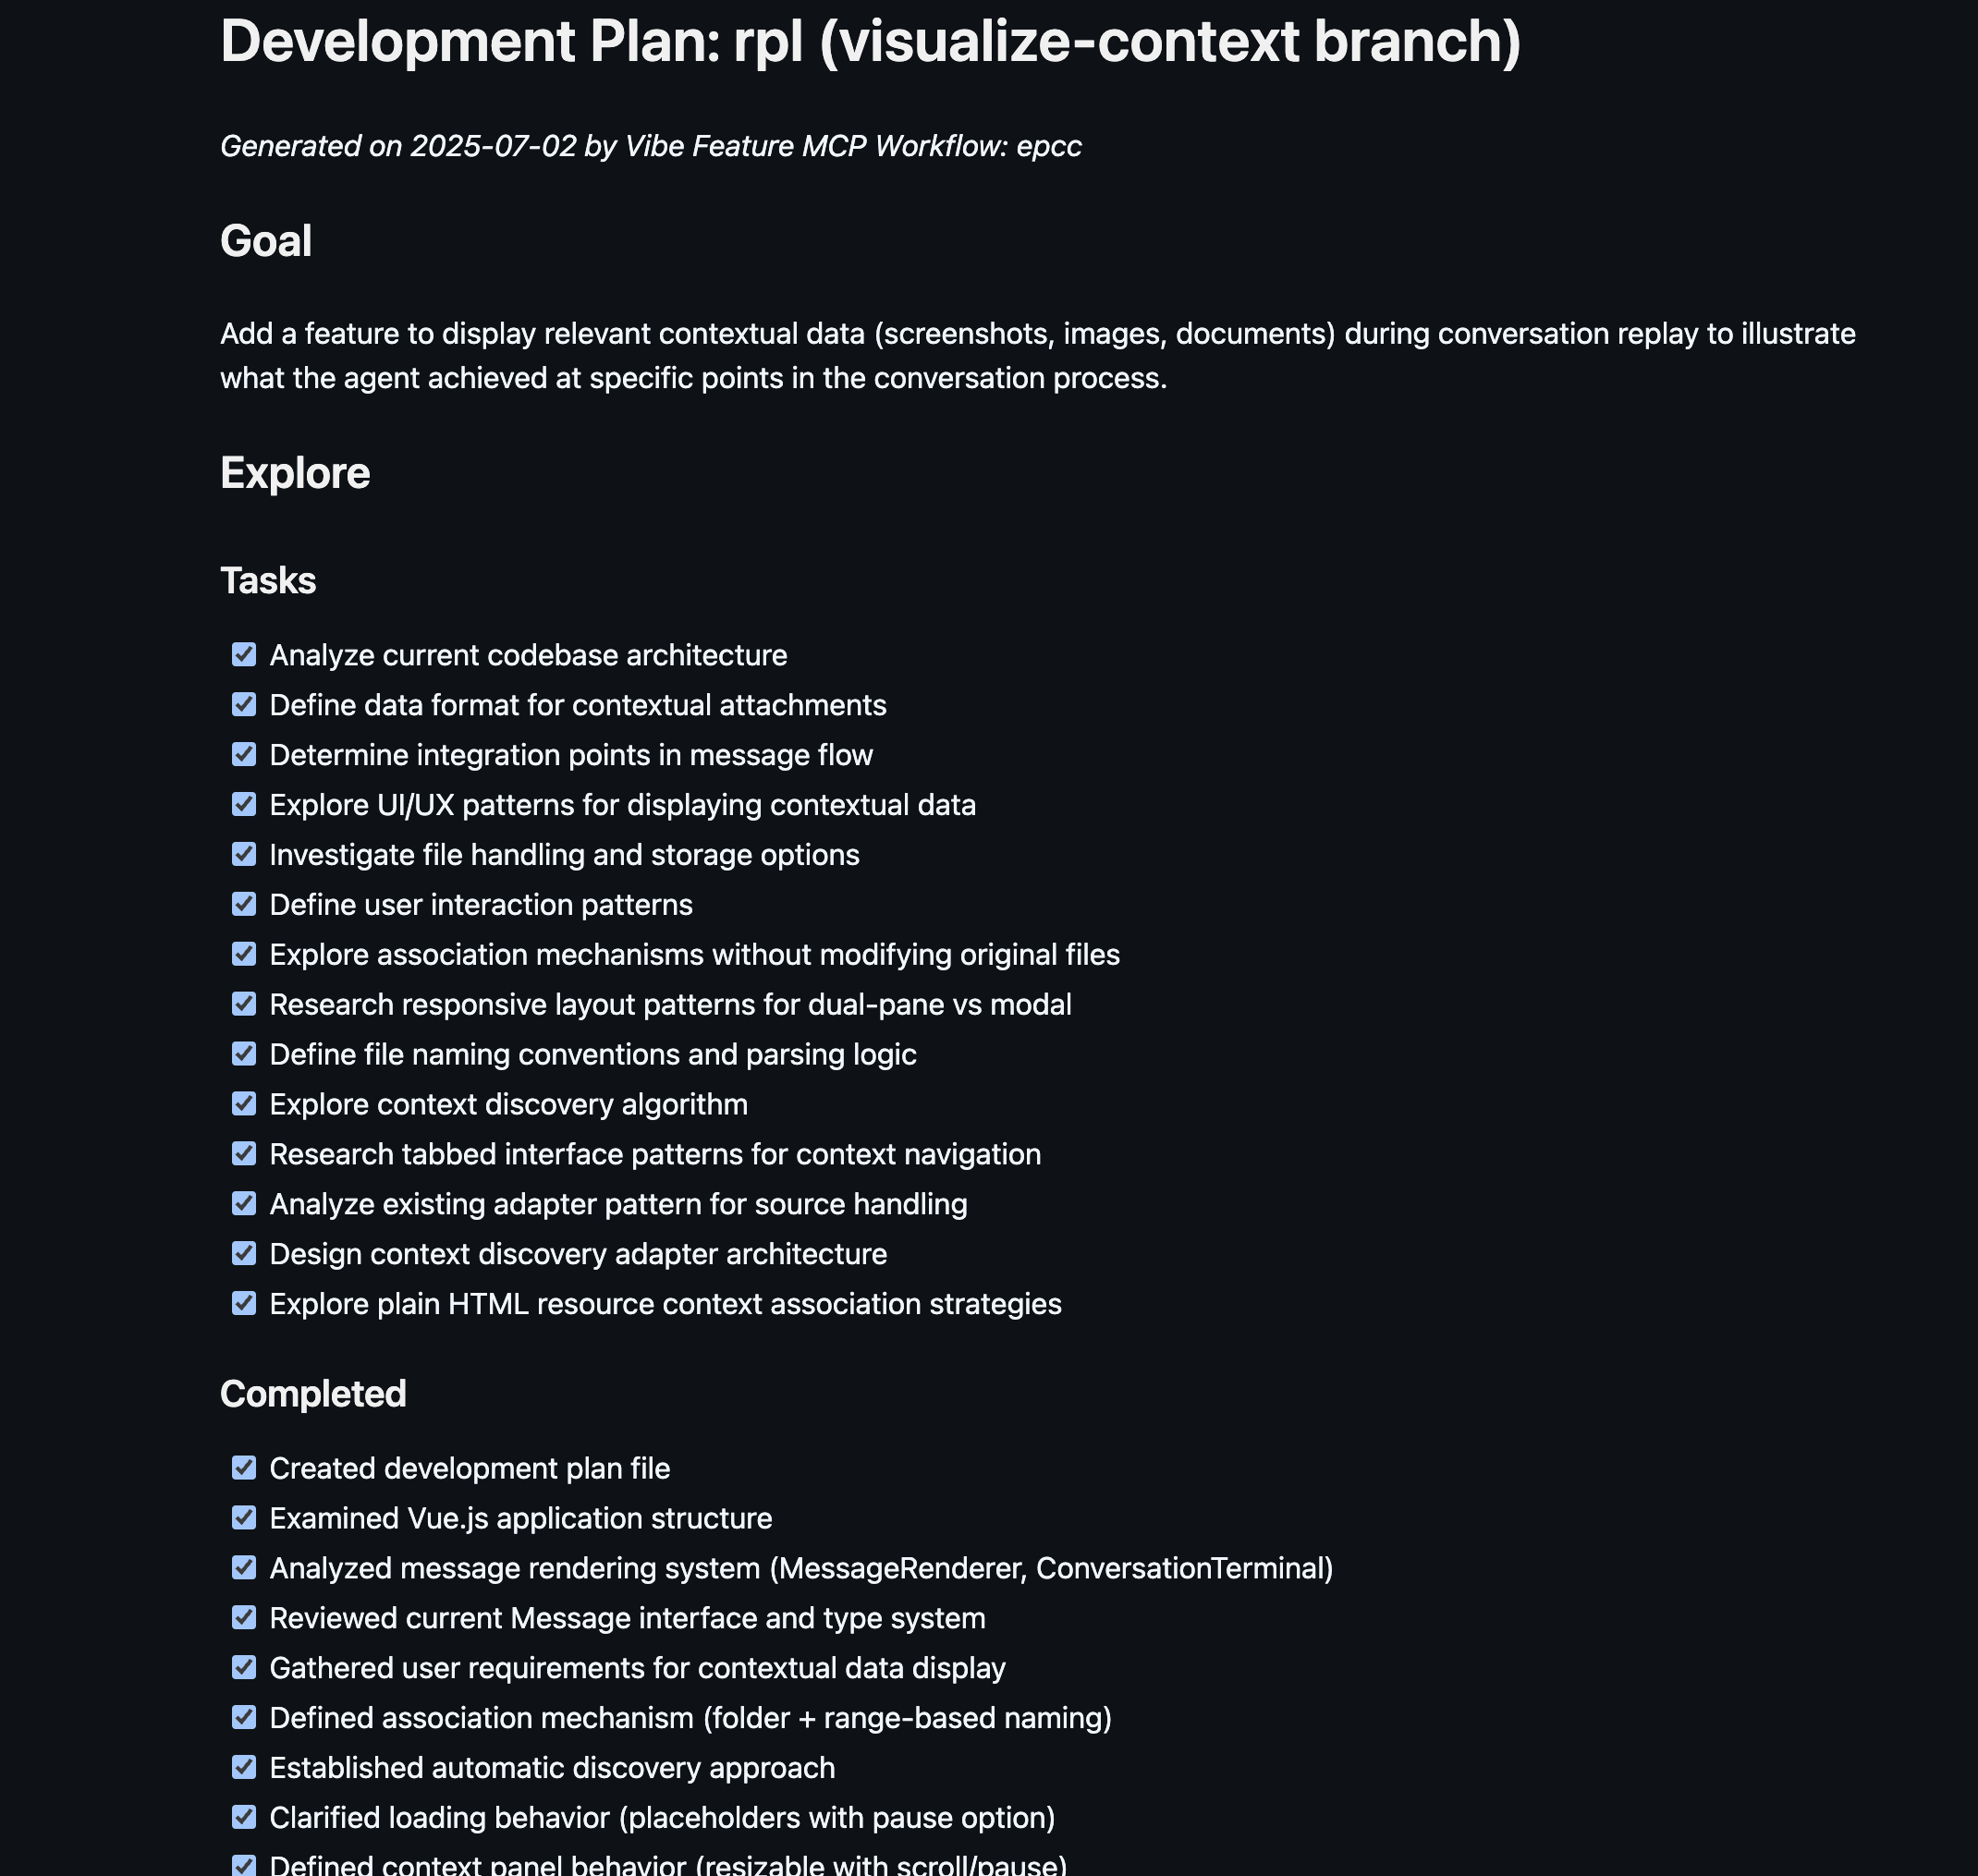 Development Plan: rpl (visualize-context branch)
Generated on 2025-07-02 by Vibe Feature MCP Workflow: epcc
Goal
Add a feature to display relevant contextual data (screenshots, images, documents) during conversation replay to illustrate
what the agent achieved at specific points in the conversation process.
Explore
Tasks
Analyze current codebase architecture
Define data format for contextual attachments
Determine integration points in message flow
Explore UI/UX patterns for displaying contextual data
Investigate file handling and storage options
Define user interaction patterns
Explore association mechanisms without modifying original files
Research responsive layout patterns for dual-pane vs modal
Define file naming conventions and parsing logic
Explore context discovery algorithm
Research tabbed interface patterns for context navigation
Analyze existing adapter pattern for source handling
Design context discovery adapter architecture
Explore plain HTML resource context association strategies
Completed
Created development plan file
Examined Vue.js application structure
Analyzed message rendering system (MessageRenderer, ConversationTerminal)
Reviewed current Message interface and type system
Gathered user requirements for contextual data display
Defined association mechanism (folder + range-based naming)
Established automatic discovery approach
Clarified loading behavior (placeholders with pause option)
Defined context panel behavior (resizable with scroll/pause)